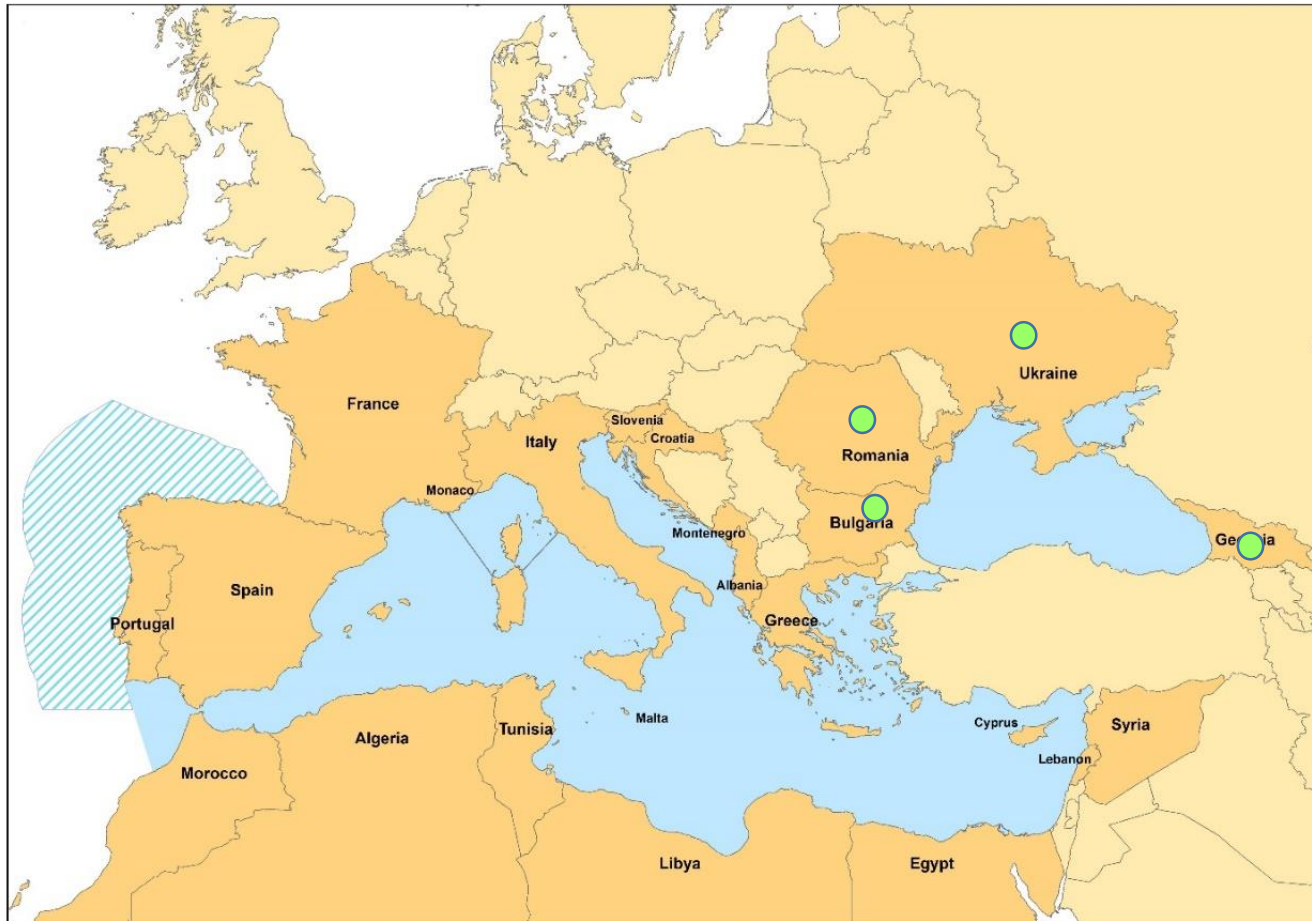 Ukraine
France
Slovenia
Italy
Croatia
Romania
Monaco
Bulgaria
Montenegro
Albania
Spain
Portugal
Greece
Malta
Cyprus
Syria
Tunisia
Algeria
Lebanon
Morocco
Libya
Egypt